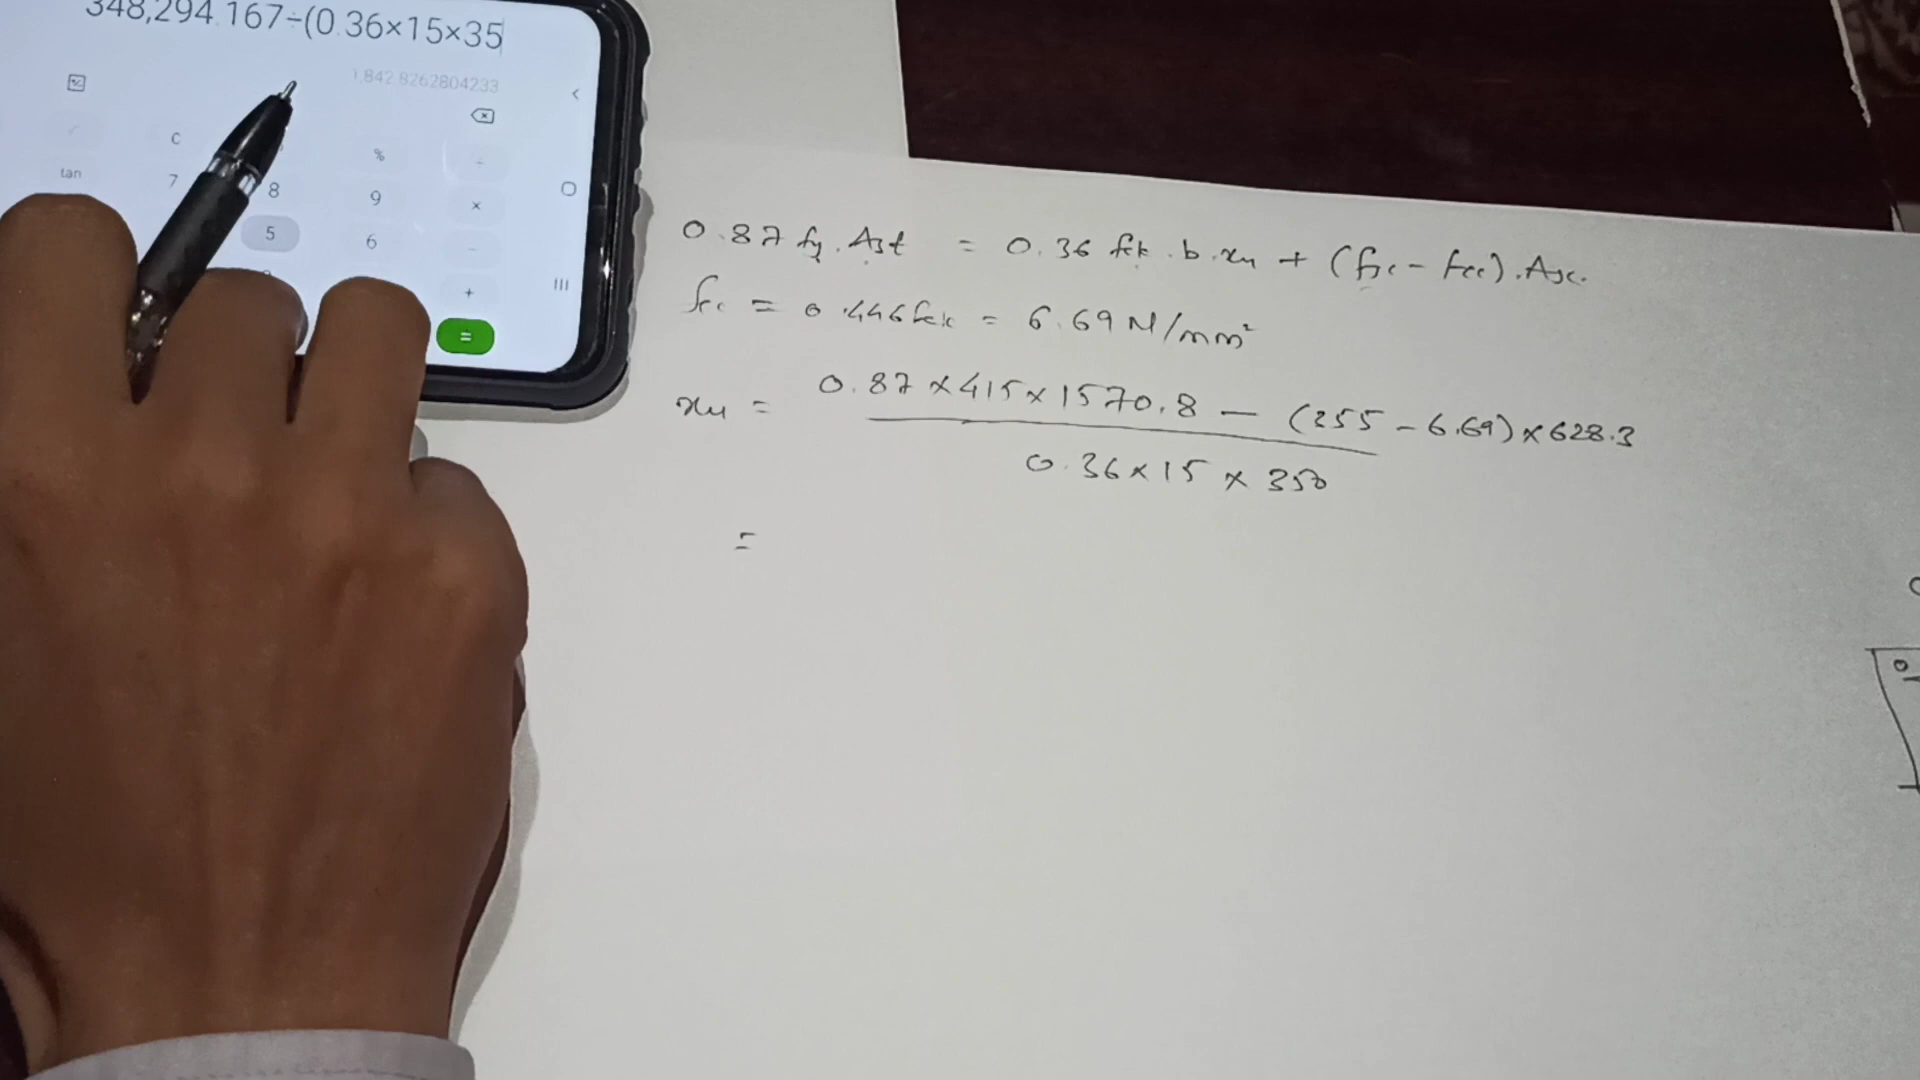 348,294.167÷(0.36×15×35
1,842.8262804233
C % ÷
tan 7 8 9 ×
5 6 −
+
=
0.87 fy. Ast = 0.36 fck .b.xu + (fsc - fcc).Asc.
fcc = 0.446fck = 6.69 N/mm²
xu = 0.87 × 415 × 1570.8 - (255 - 6.69) × 628.3
0.36 × 15 × 350
=